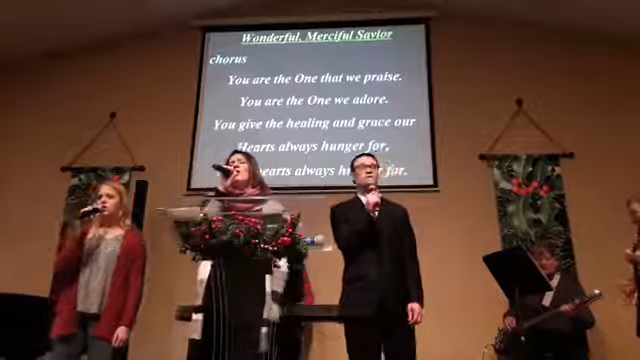 Wonderful, Merciful Savior
chorus
You are the One that we praise.
You are the One we adore.
You give the healing and grace our
Hearts always hunger for.
hearts always hunger for.